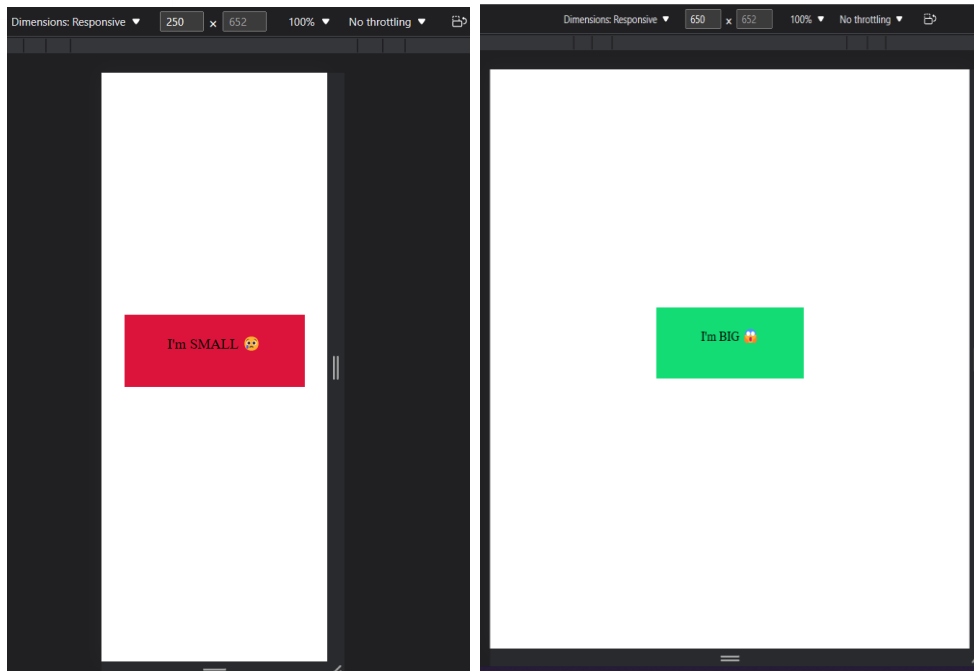 Dimensions: Responsive ▼ 250 x 652 100% ▼ No throttling ▼
I'm SMALL 😢
Dimensions: Responsive ▼ 650 x 652 100% ▼ No throttling ▼
I'm BIG 😱